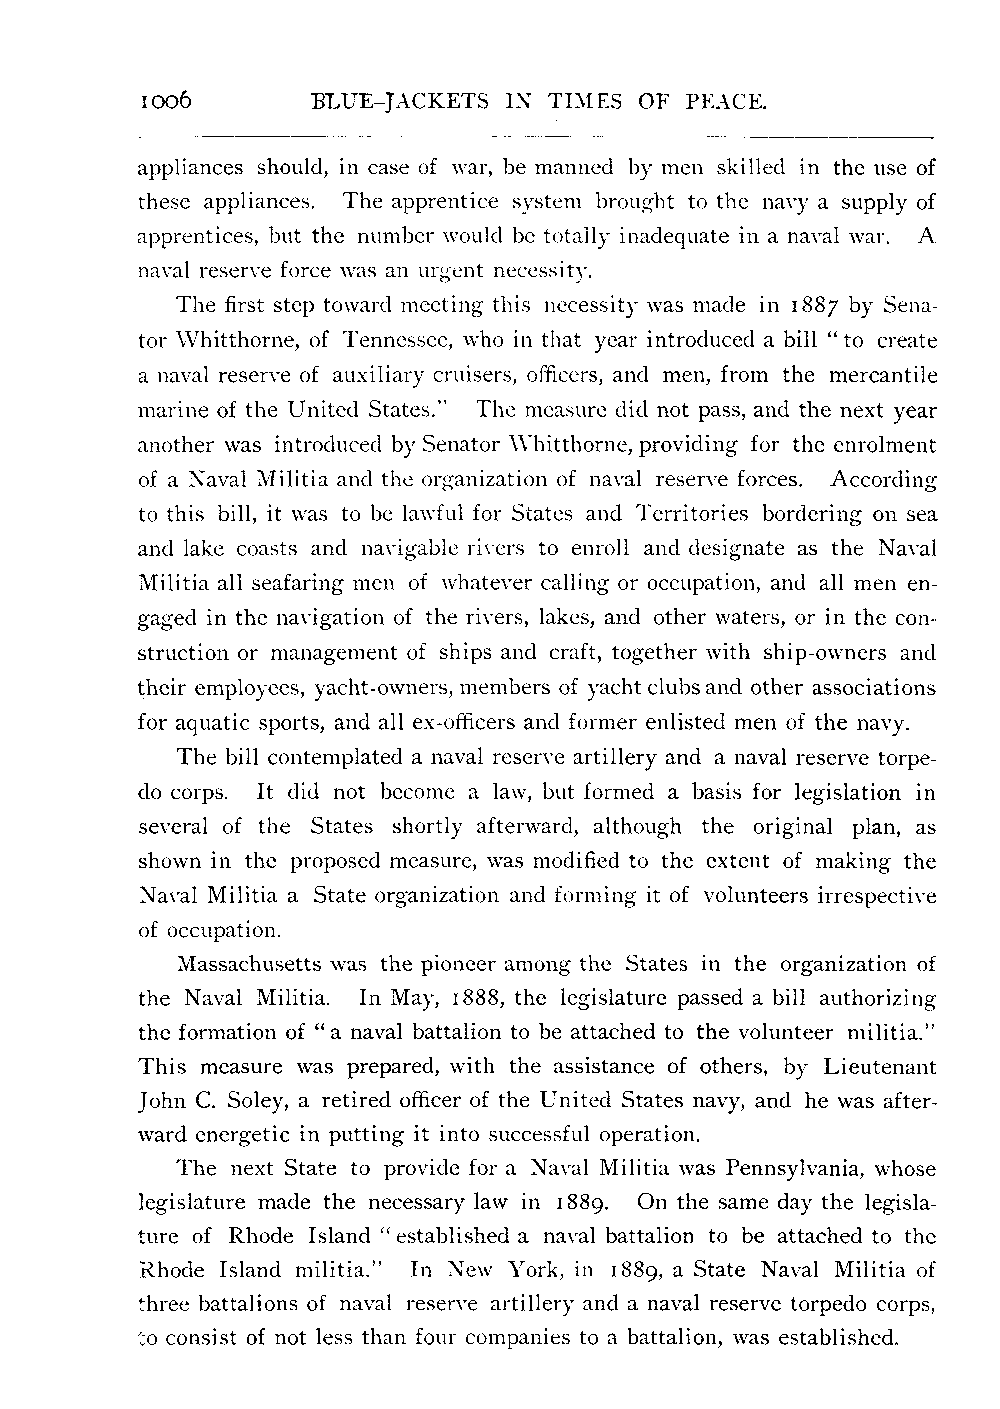 1006 BLUE-JACKETS IN TIMES OF PEACE.
appliances should, in case of war, be manned by men skilled in the use of
these appliances. The apprentice system brought to the navy a supply of
apprentices, but the number would be totally inadequate in a naval war. A
naval reserve force was an urgent necessity.
The first step toward meeting this necessity was made in 1887 by Sena-
tor Whitthorne, of Tennessee, who in that year introduced a bill “to create
a naval reserve of auxiliary cruisers, officers, and men, from the mercantile
marine of the United States.” The measure did not pass, and the next year
another was introduced by Senator Whitthorne, providing for the enrolment
of a Naval Militia and the organization of naval reserve forces. According
to this bill, it was to be lawful for States and Territories bordering on sea
and lake coasts and navigable rivers to enroll and designate as the Naval
Militia all seafaring men of whatever calling or occupation, and all men en-
gaged in the navigation of the rivers, lakes, and other waters, or in the con-
struction or management of ships and craft, together with ship-owners and
their employees, yacht-owners, members of yacht clubs and other associations
for aquatic sports, and all ex-officers and former enlisted men of the navy.
The bill contemplated a naval reserve artillery and a naval reserve torpe-
do corps. It did not become a law, but formed a basis for legislation in
several of the States shortly afterward, although the original plan, as
shown in the proposed measure, was modified to the extent of making the
Naval Militia a State organization and forming it of volunteers irrespective
of occupation.
Massachusetts was the pioneer among the States in the organization of
the Naval Militia. In May, 1888, the legislature passed a bill authorizing
the formation of “a naval battalion to be attached to the volunteer militia.”
This measure was prepared, with the assistance of others, by Lieutenant
John C. Soley, a retired officer of the United States navy, and he was after-
ward energetic in putting it into successful operation.
The next State to provide for a Naval Militia was Pennsylvania, whose
legislature made the necessary law in 1889. On the same day the legisla-
ture of Rhode Island “established a naval battalion to be attached to the
Rhode Island militia.” In New York, in 1889, a State Naval Militia of
three battalions of naval reserve artillery and a naval reserve torpedo corps,
to consist of not less than four companies to a battalion, was established.